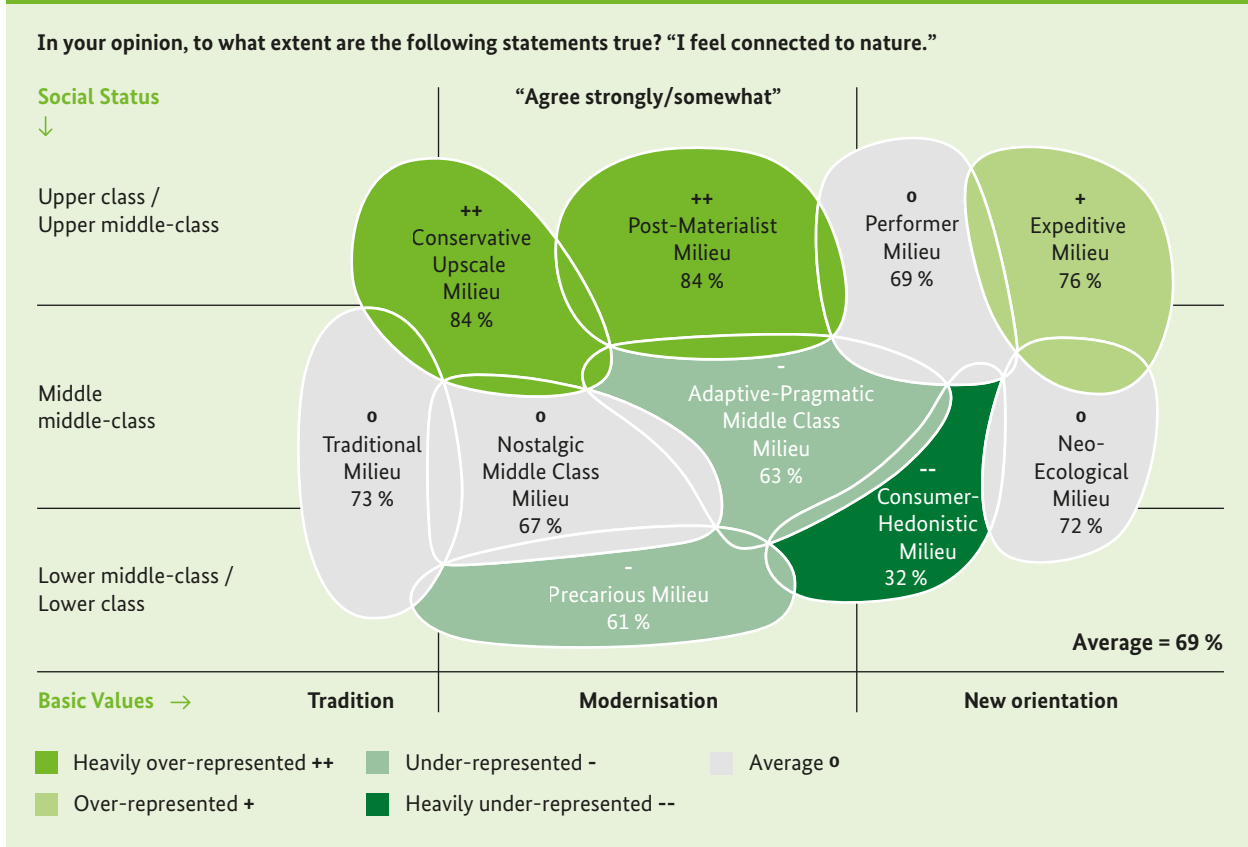 In your opinion, to what extent are the following statements true? “I feel connected to nature.”
Social Status
↓
“Agree strongly/somewhat”
Upper class /
Upper middle-class
++
Conservative
Upscale
Milieu
84 %
++
Post-Materialist
Milieu
84 %
o
Performer
Milieu
69 %
+
Expeditive
Milieu
76 %
Middle
middle-class
o
Traditional
Milieu
73 %
o
Nostalgic
Middle Class
Milieu
67 %
-
Adaptive-Pragmatic
Middle Class
Milieu
63 %
--
Consumer-
Hedonistic
Milieu
32 %
o
Neo-
Ecological
Milieu
72 %
Lower middle-class /
Lower class
-
Precarious Milieu
61 %
Average = 69 %
Basic Values →
Tradition
Modernisation
New orientation
Heavily over-represented ++
Under-represented -
Average o
Over-represented +
Heavily under-represented --